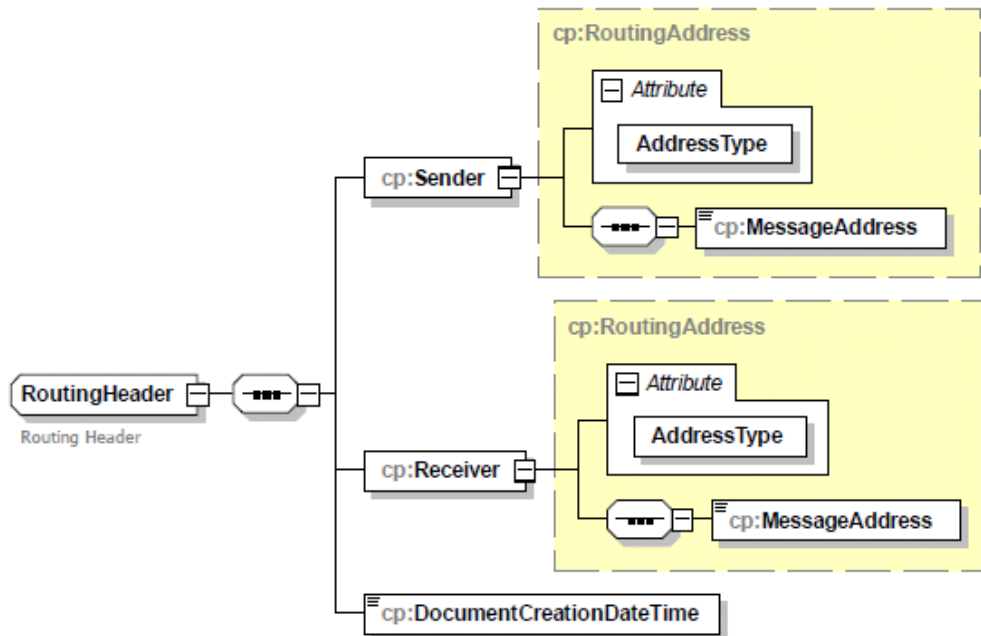 cp:RoutingAddress
Attribute
AddressType
cp:Sender
cp:MessageAddress
cp:RoutingAddress
Attribute
RoutingHeader
Routing Header
AddressType
cp:Receiver
cp:MessageAddress
cp:DocumentCreationDateTime